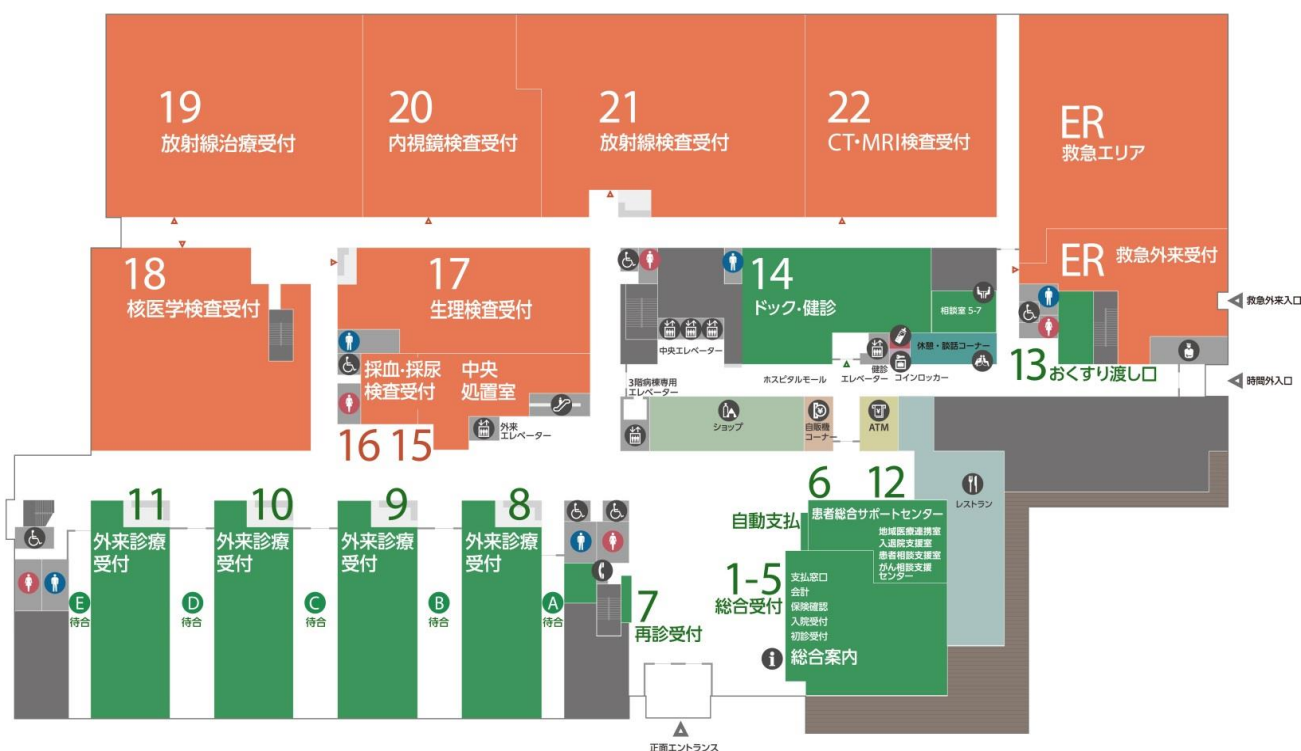 19
放射線治療受付
20
内視鏡検査受付
21
放射線検査受付
22
CT・MRI検査受付
ER
救急エリア
18
核医学検査受付
17
生理検査受付
14
ドック・健診
相談室 5-7
ER 救急外来受付
救急外来入口
中央エレベーター
休憩・談話コーナー
健診
エレベーター
コインロッカー
13 おくすり渡し口
時間外入口
採血・採尿
検査受付
中央
処置室
3階病棟専用
エレベーター
ホスピタルモール
16
15
外来
エレベーター
ショップ
自販機
コーナー
ATM
11
外来診療
受付
10
外来診療
受付
9
外来診療
受付
8
外来診療
受付
6
自動支払
12
患者総合サポートセンター
地域医療連携室
入退院支援室
患者相談支援室
がん相談支援
センター
レストラン
E
待合
D
待合
C
待合
B
待合
A
待合
7
再診受付
1-5
総合受付
支払窓口
会計
保険確認
入院受付
初診受付
i 総合案内
正面エントランス